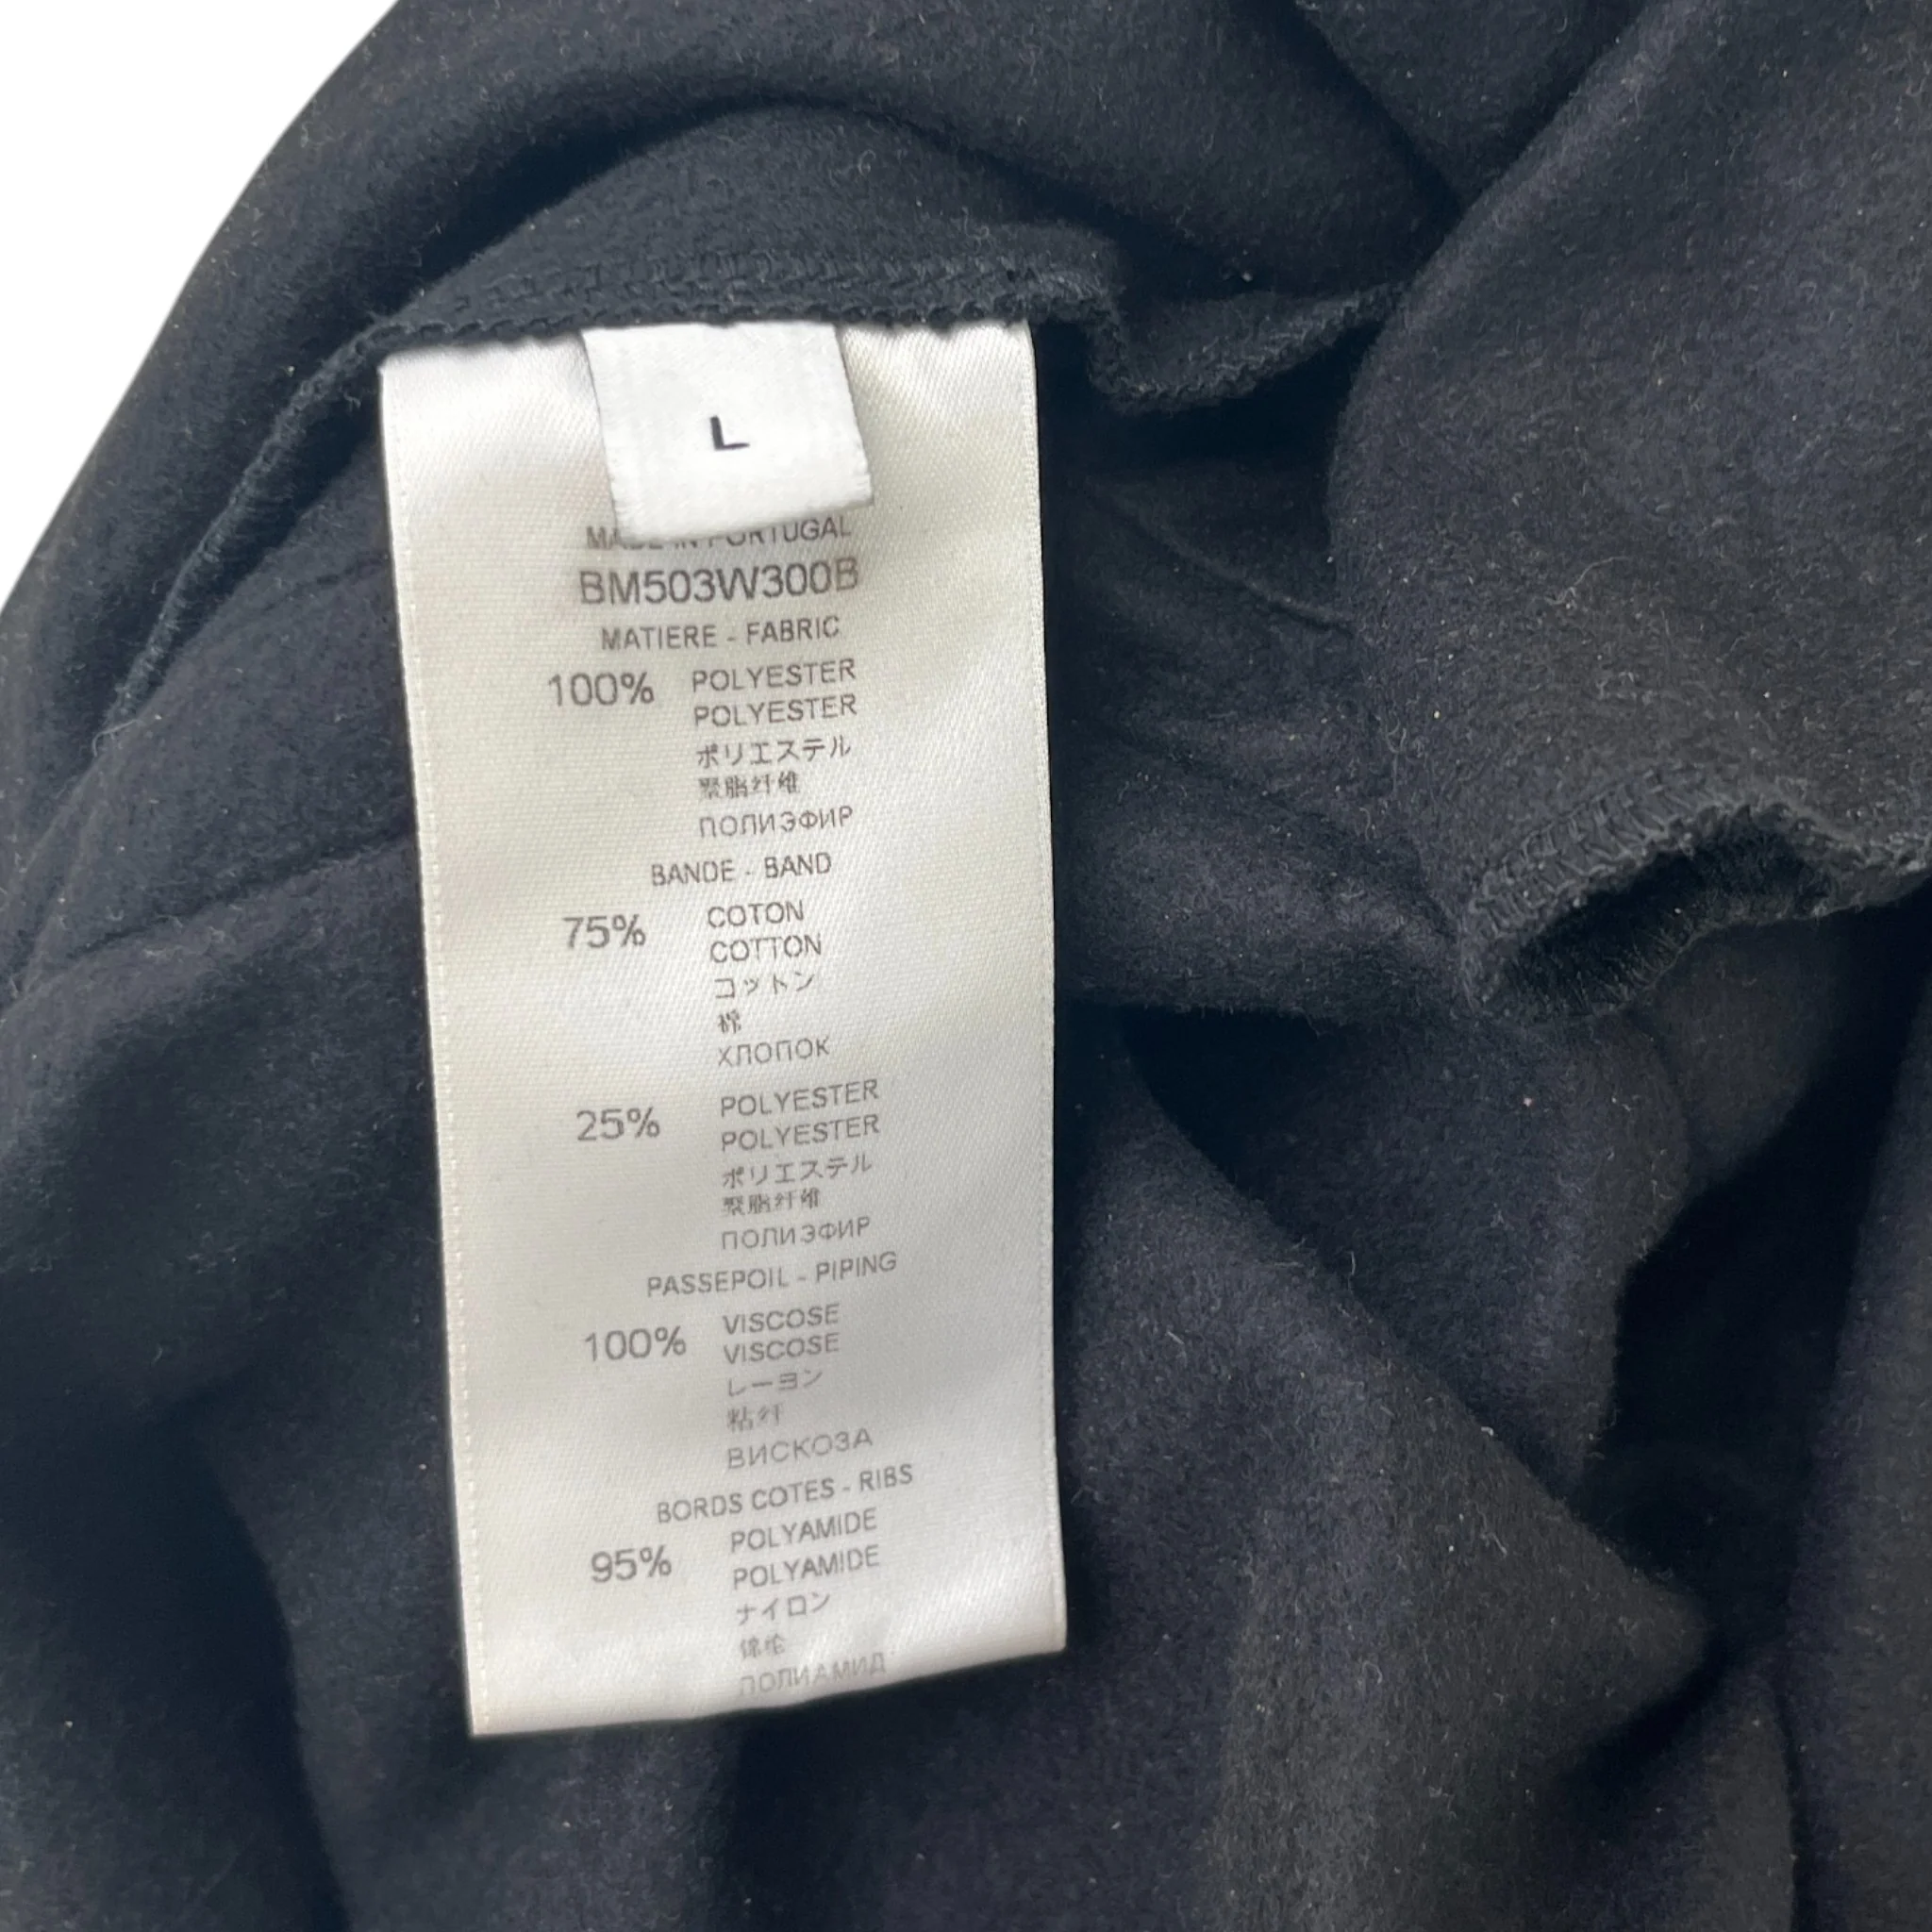 L
MADE IN PORTUGAL
BM503W300B
MATIERE - FABRIC
100% POLYESTER
POLYESTER
ポリエステル
聚脂纤维
ПОЛИЭФИР
BANDE - BAND
75% COTON
COTTON
コットン
棉
ХЛОПОК
25% POLYESTER
POLYESTER
ポリエステル
聚脂纤维
ПОЛИЭФИР
PASSEPOIL - PIPING
100% VISCOSE
VISCOSE
レーヨン
粘纤
ВИСКОЗА
BORDS COTES - RIBS
95% POLYAMIDE
POLYAMIDE
ナイロン
锦纶
ПОЛИАМИД